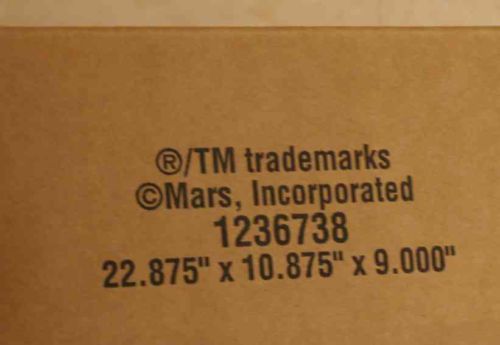 ®/TM trademarks
©Mars, Incorporated
1236738
22.875" x 10.875" x 9.000"